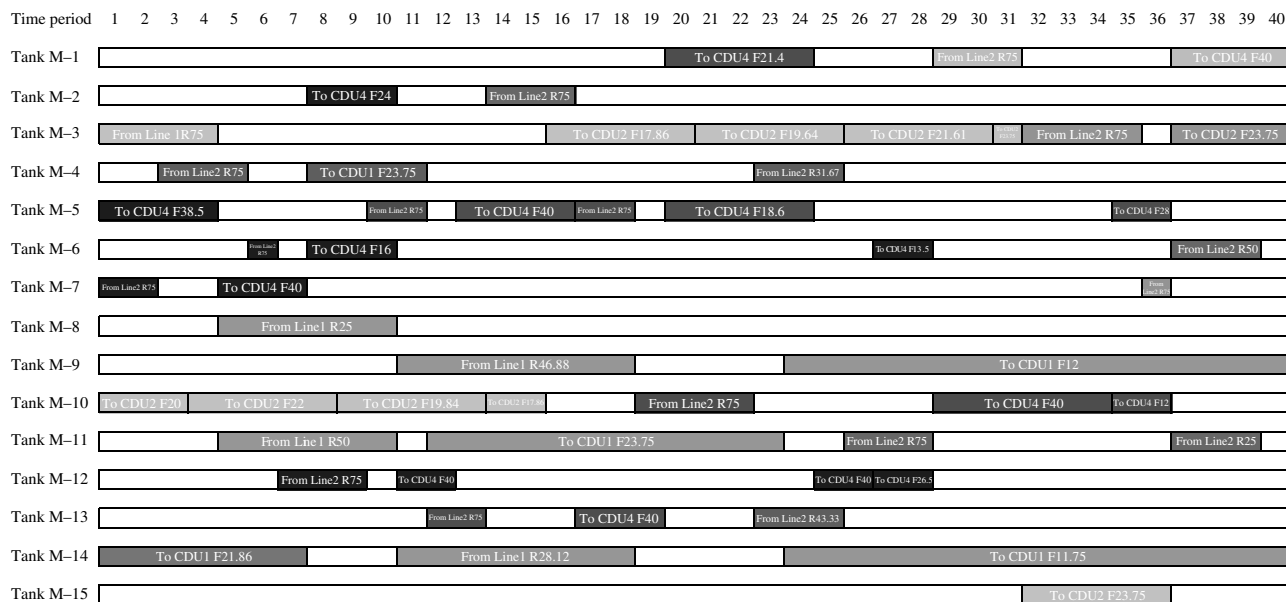 Time period 1 2 3 4 5 6 7 8 9 10 11 12 13 14 15 16 17 18 19 20 21 22 23 24 25 26 27 28 29 30 31 32 33 34 35 36 37 38 39 40
Tank M–1 To CDU4 F21.4 From Line2 R75 To CDU4 F40
Tank M–2 To CDU4 F24 From Line2 R75
Tank M–3 From Line 1R75 To CDU2 F17.86 To CDU2 F19.64 To CDU2 F21.61 From Line2 R75 To CDU2 F23.75
Tank M–4 From Line2 R75 To CDU1 F23.75 From Line2 R31.67
Tank M–5 To CDU4 F38.5 From Line2 R75 To CDU4 F40 From Line2 R75 To CDU4 F18.6 To CDU4 F28
Tank M–6 From Line2 R75 To CDU4 F16 To CDU4 F13.5 From Line2 R50
Tank M–7 From Line2 R75 To CDU4 F40 From Line2 R75
Tank M–8 From Line1 R25
Tank M–9 From Line1 R46.88 To CDU1 F12
Tank M–10 To CDU2 F20 To CDU2 F22 To CDU2 F19.84 To CDU2 F17.86 From Line2 R75 To CDU4 F40 To CDU4 F12
Tank M–11 From Line1 R50 To CDU1 F23.75 From Line2 R75 From Line2 R25
Tank M–12 From Line2 R75 To CDU4 F40 To CDU4 F40 To CDU4 F26.5
Tank M–13 From Line2 R75 To CDU4 F40 From Line2 R43.33
Tank M–14 To CDU1 F21.86 From Line1 R28.12 To CDU1 F11.75
Tank M–15 To CDU2 F23.75